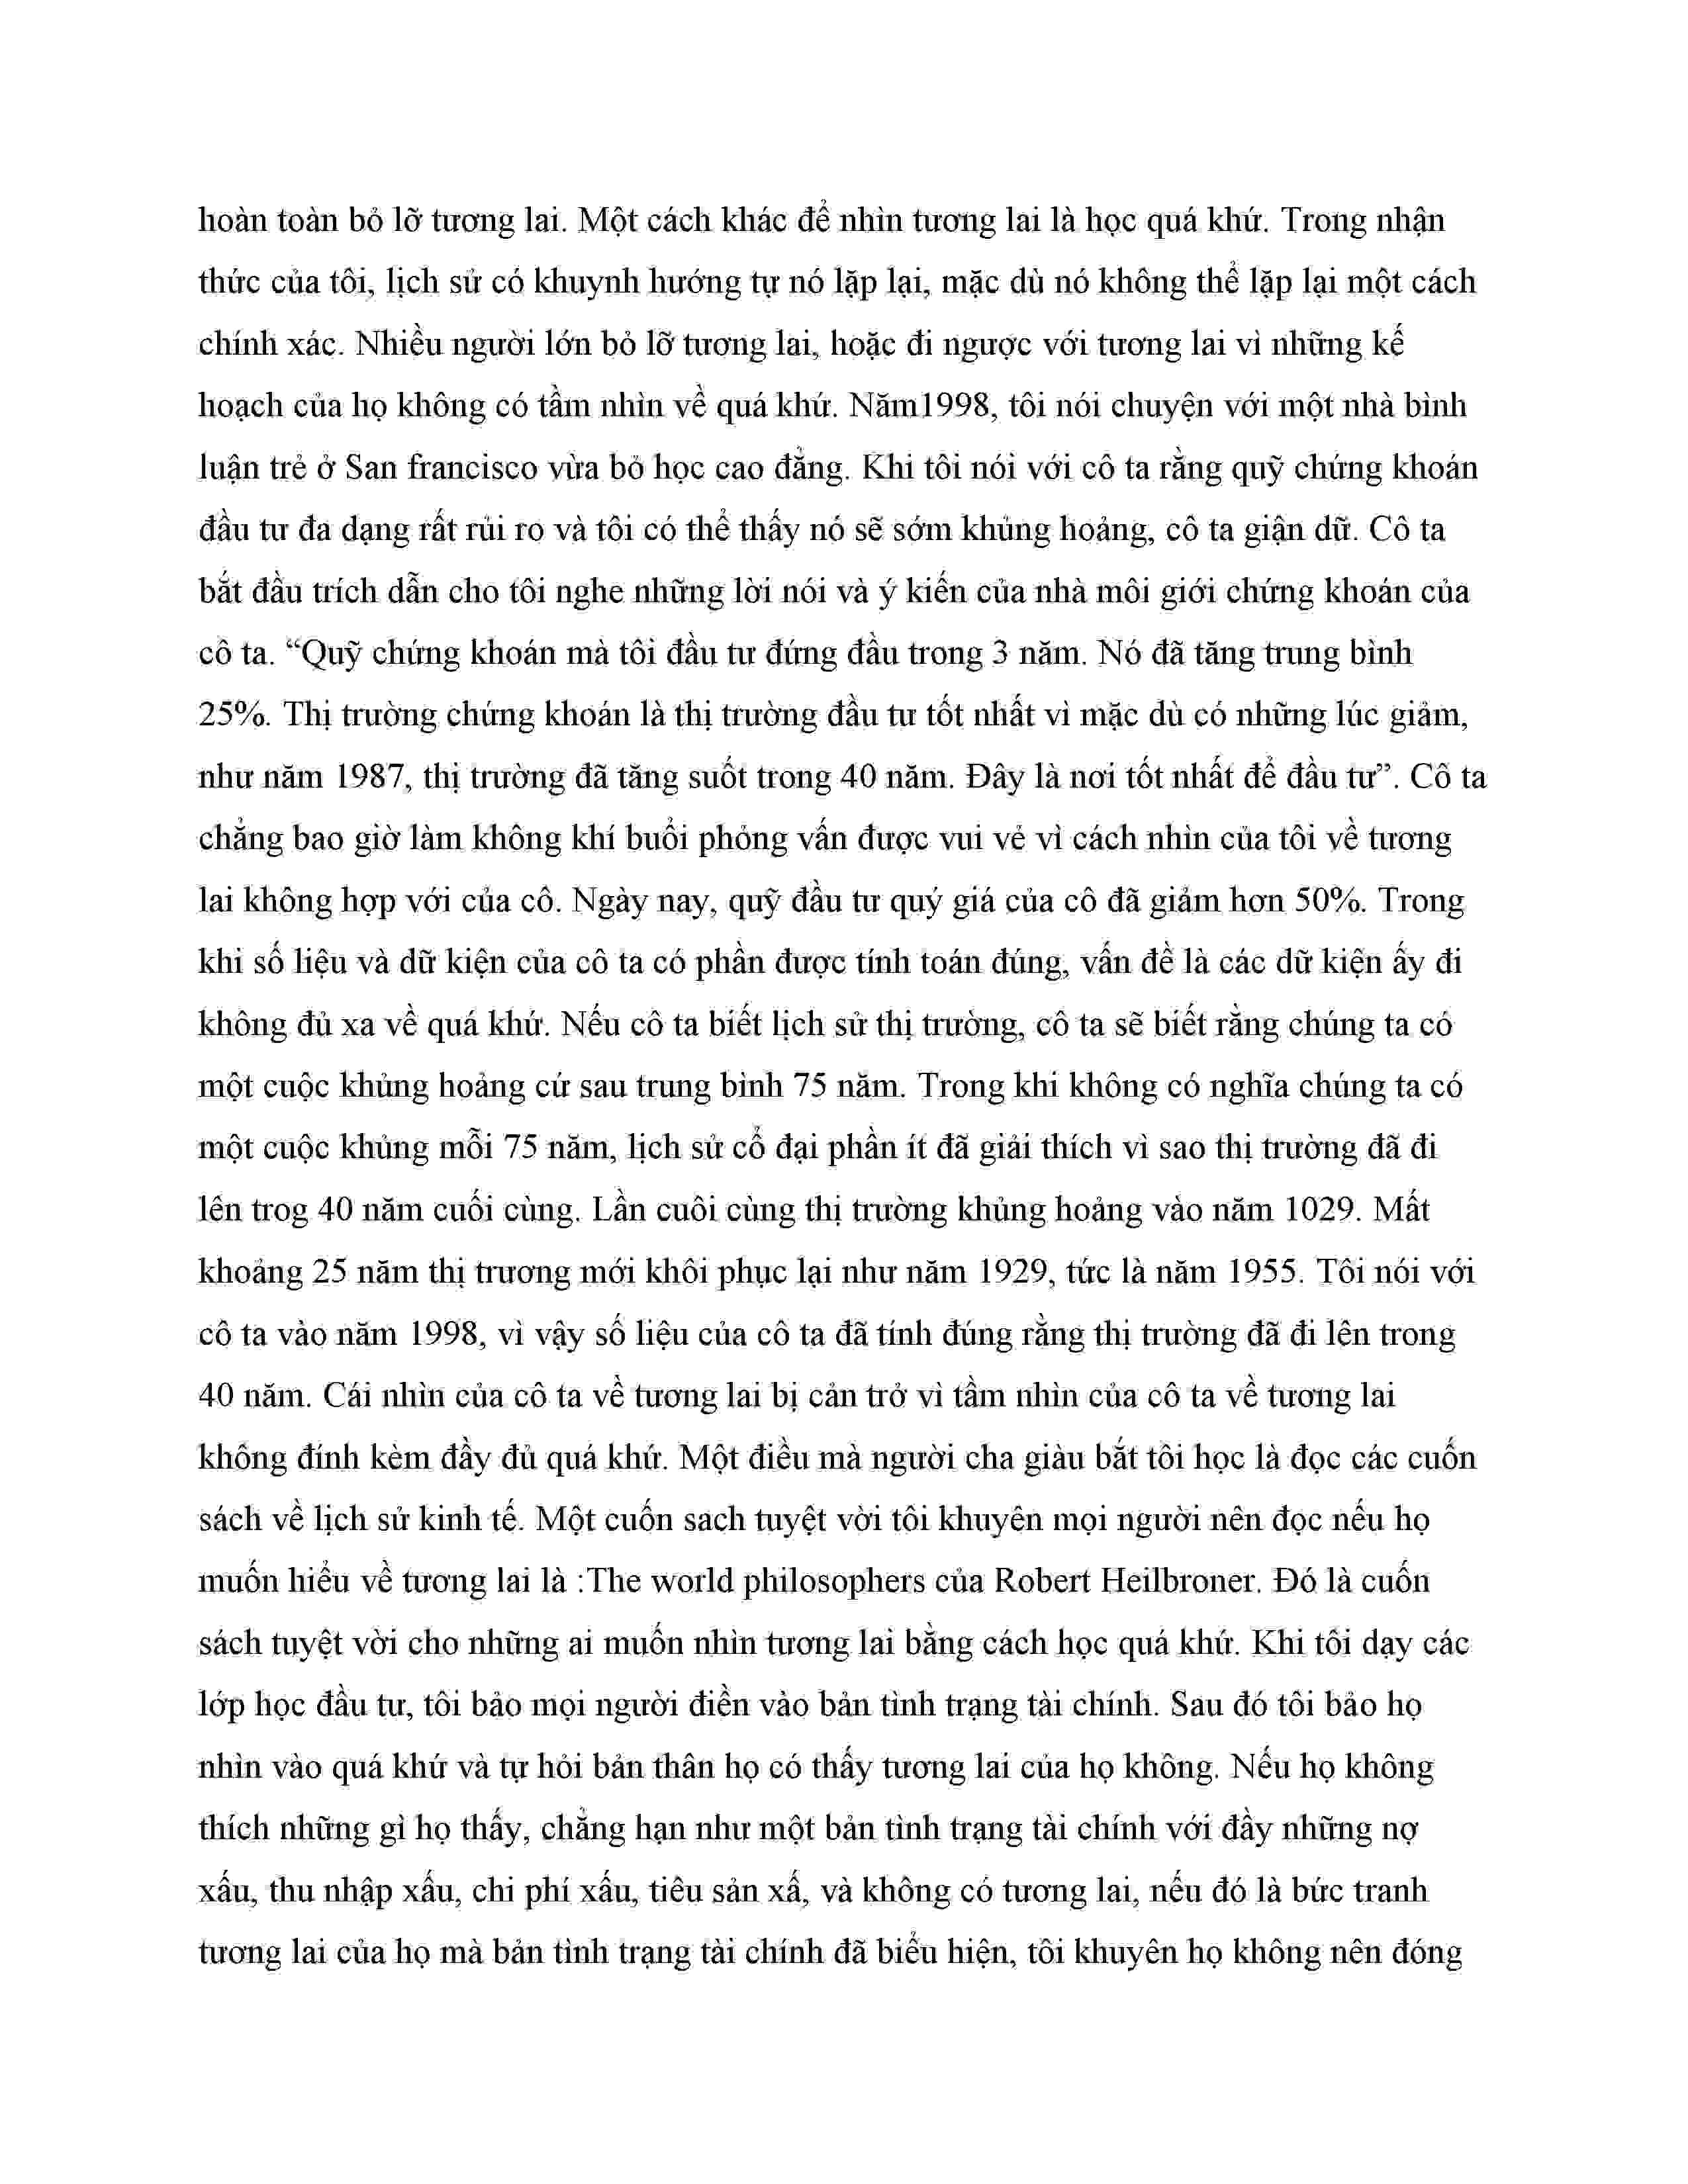 hoàn toàn bỏ lỡ tương lai. Một cách khác để nhìn tương lai là học quá khứ. Trong nhận
thức của tôi, lịch sử có khuynh hướng tự nó lặp lại, mặc dù nó không thể lặp lại một cách
chính xác. Nhiều người lớn bỏ lỡ tương lai, hoặc đi ngược với tương lai vì những kế
hoạch của họ không có tầm nhìn về quá khứ. Năm1998, tôi nói chuyện với một nhà bình
luận trẻ ở San francisco vừa bỏ học cao đẳng. Khi tôi nói với cô ta rằng quỹ chứng khoán
đầu tư đa dạng rất rủi ro và tôi có thể thấy nó sẽ sớm khủng hoảng, cô ta giận dữ. Cô ta
bắt đầu trích dẫn cho tôi nghe những lời nói và ý kiến của nhà môi giới chứng khoán của
cô ta. “Quỹ chứng khoán mà tôi đầu tư đứng đầu trong 3 năm. Nó đã tăng trung bình
25%. Thị trường chứng khoán là thị trường đầu tư tốt nhất vì mặc dù có những lúc giảm,
như năm 1987, thị trường đã tăng suốt trong 40 năm. Đây là nơi tốt nhất để đầu tư”. Cô ta
chẳng bao giờ làm không khí buổi phỏng vấn được vui vẻ vì cách nhìn của tôi về tương
lai không hợp với của cô. Ngày nay, quỹ đầu tư quý giá của cô đã giảm hơn 50%. Trong
khi số liệu và dữ kiện của cô ta có phần được tính toán đúng, vấn đề là các dữ kiện ấy đi
không đủ xa về quá khứ. Nếu cô ta biết lịch sử thị trường, cô ta sẽ biết rằng chúng ta có
một cuộc khủng hoảng cứ sau trung bình 75 năm. Trong khi không có nghĩa chúng ta có
một cuộc khủng mỗi 75 năm, lịch sử cổ đại phần ít đã giải thích vì sao thị trường đã đi
lên trog 40 năm cuối cùng. Lần cuôi cùng thị trường khủng hoảng vào năm 1029. Mất
khoảng 25 năm thị trương mới khôi phục lại như năm 1929, tức là năm 1955. Tôi nói với
cô ta vào năm 1998, vì vậy số liệu của cô ta đã tính đúng rằng thị trường đã đi lên trong
40 năm. Cái nhìn của cô ta về tương lai bị cản trở vì tầm nhìn của cô ta về tương lai
không đính kèm đầy đủ quá khứ. Một điều mà người cha giàu bắt tôi học là đọc các cuốn
sách về lịch sử kinh tế. Một cuốn sach tuyệt vời tôi khuyên mọi người nên đọc nếu họ
muốn hiểu về tương lai là :The world philosophers của Robert Heilbroner. Đó là cuốn
sách tuyệt vời cho những ai muốn nhìn tương lai bằng cách học quá khứ. Khi tôi dạy các
lớp học đầu tư, tôi bảo mọi người điền vào bản tình trạng tài chính. Sau đó tôi bảo họ
nhìn vào quá khứ và tự hỏi bản thân họ có thấy tương lai của họ không. Nếu họ không
thích những gì họ thấy, chẳng hạn như một bản tình trạng tài chính với đầy những nợ
xấu, thu nhập xấu, chi phí xấu, tiêu sản xấ, và không có tương lai, nếu đó là bức tranh
tương lai của họ mà bản tình trạng tài chính đã biểu hiện, tôi khuyên họ không nên đóng